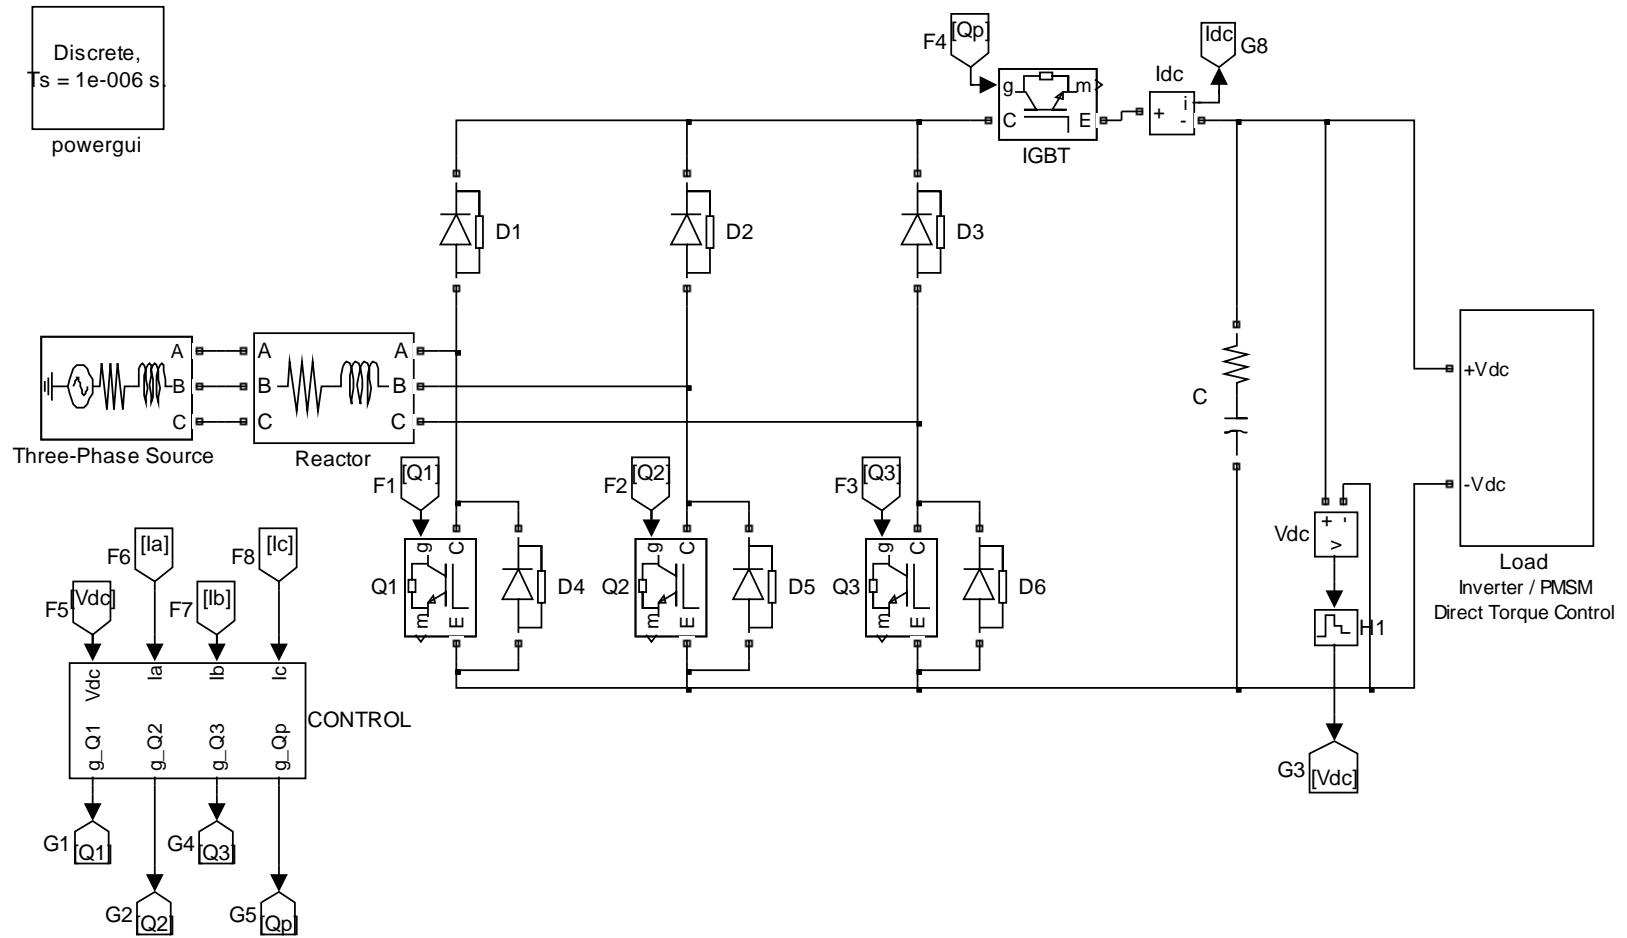 Discrete,
Ts = 1e-006 s.
powergui
F4
[Qp]
g
m
C
E
IGBT
Idc
+
i
-
Idc
G8
D1
D2
D3
A
B
C
Three-Phase Source
A
B
C
A
B
C
Reactor
C
+Vdc
-Vdc
Load
Inverter / PMSM
Direct Torque Control
F1
[Q1]
F2
[Q2]
F3
[Q3]
g
C
m
E
Q1
D4
g
C
m
E
Q2
D5
g
C
m
E
Q3
D6
Vdc
+
-
v
H1
G3
[Vdc]
F5
[Vdc]
F6
[Ia]
F7
[Ib]
F8
[Ic]
Vdc
Ia
Ib
Ic
g_Q1
g_Q2
g_Q3
g_Qp
CONTROL
G1
[Q1]
G4
[Q3]
G2
[Q2]
G5
[Qp]